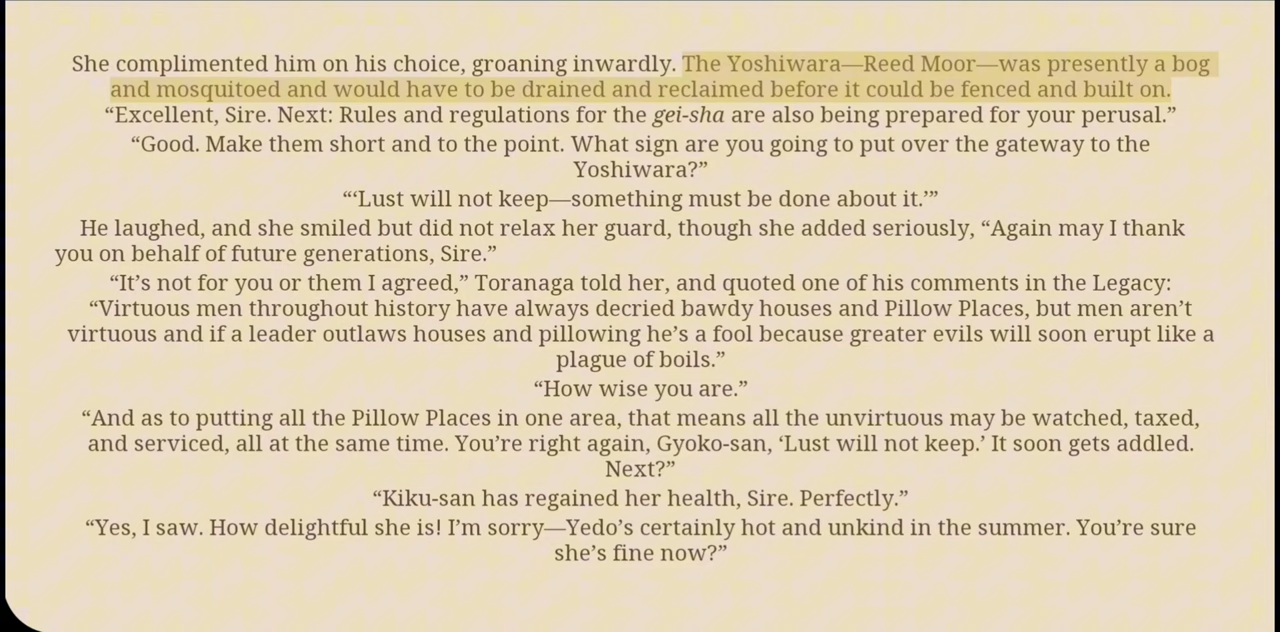 She complimented him on his choice, groaning inwardly. The Yoshiwara—Reed Moor—was presently a bog
and mosquitoed and would have to be drained and reclaimed before it could be fenced and built on.
“Excellent, Sire. Next: Rules and regulations for the gei-sha are also being prepared for your perusal.”
“Good. Make them short and to the point. What sign are you going to put over the gateway to the
Yoshiwara?”
“‘Lust will not keep—something must be done about it.’”
He laughed, and she smiled but did not relax her guard, though she added seriously, “Again may I thank
you on behalf of future generations, Sire.”
“It’s not for you or them I agreed,” Toranaga told her, and quoted one of his comments in the Legacy:
“Virtuous men throughout history have always decried bawdy houses and Pillow Places, but men aren’t
virtuous and if a leader outlaws houses and pillowing he’s a fool because greater evils will soon erupt like a
plague of boils.”
“How wise you are.”
“And as to putting all the Pillow Places in one area, that means all the unvirtuous may be watched, taxed,
and serviced, all at the same time. You’re right again, Gyoko-san, ‘Lust will not keep.’ It soon gets addled.
Next?”
“Kiku-san has regained her health, Sire. Perfectly.”
“Yes, I saw. How delightful she is! I’m sorry—Yedo’s certainly hot and unkind in the summer. You’re sure
she’s fine now?”